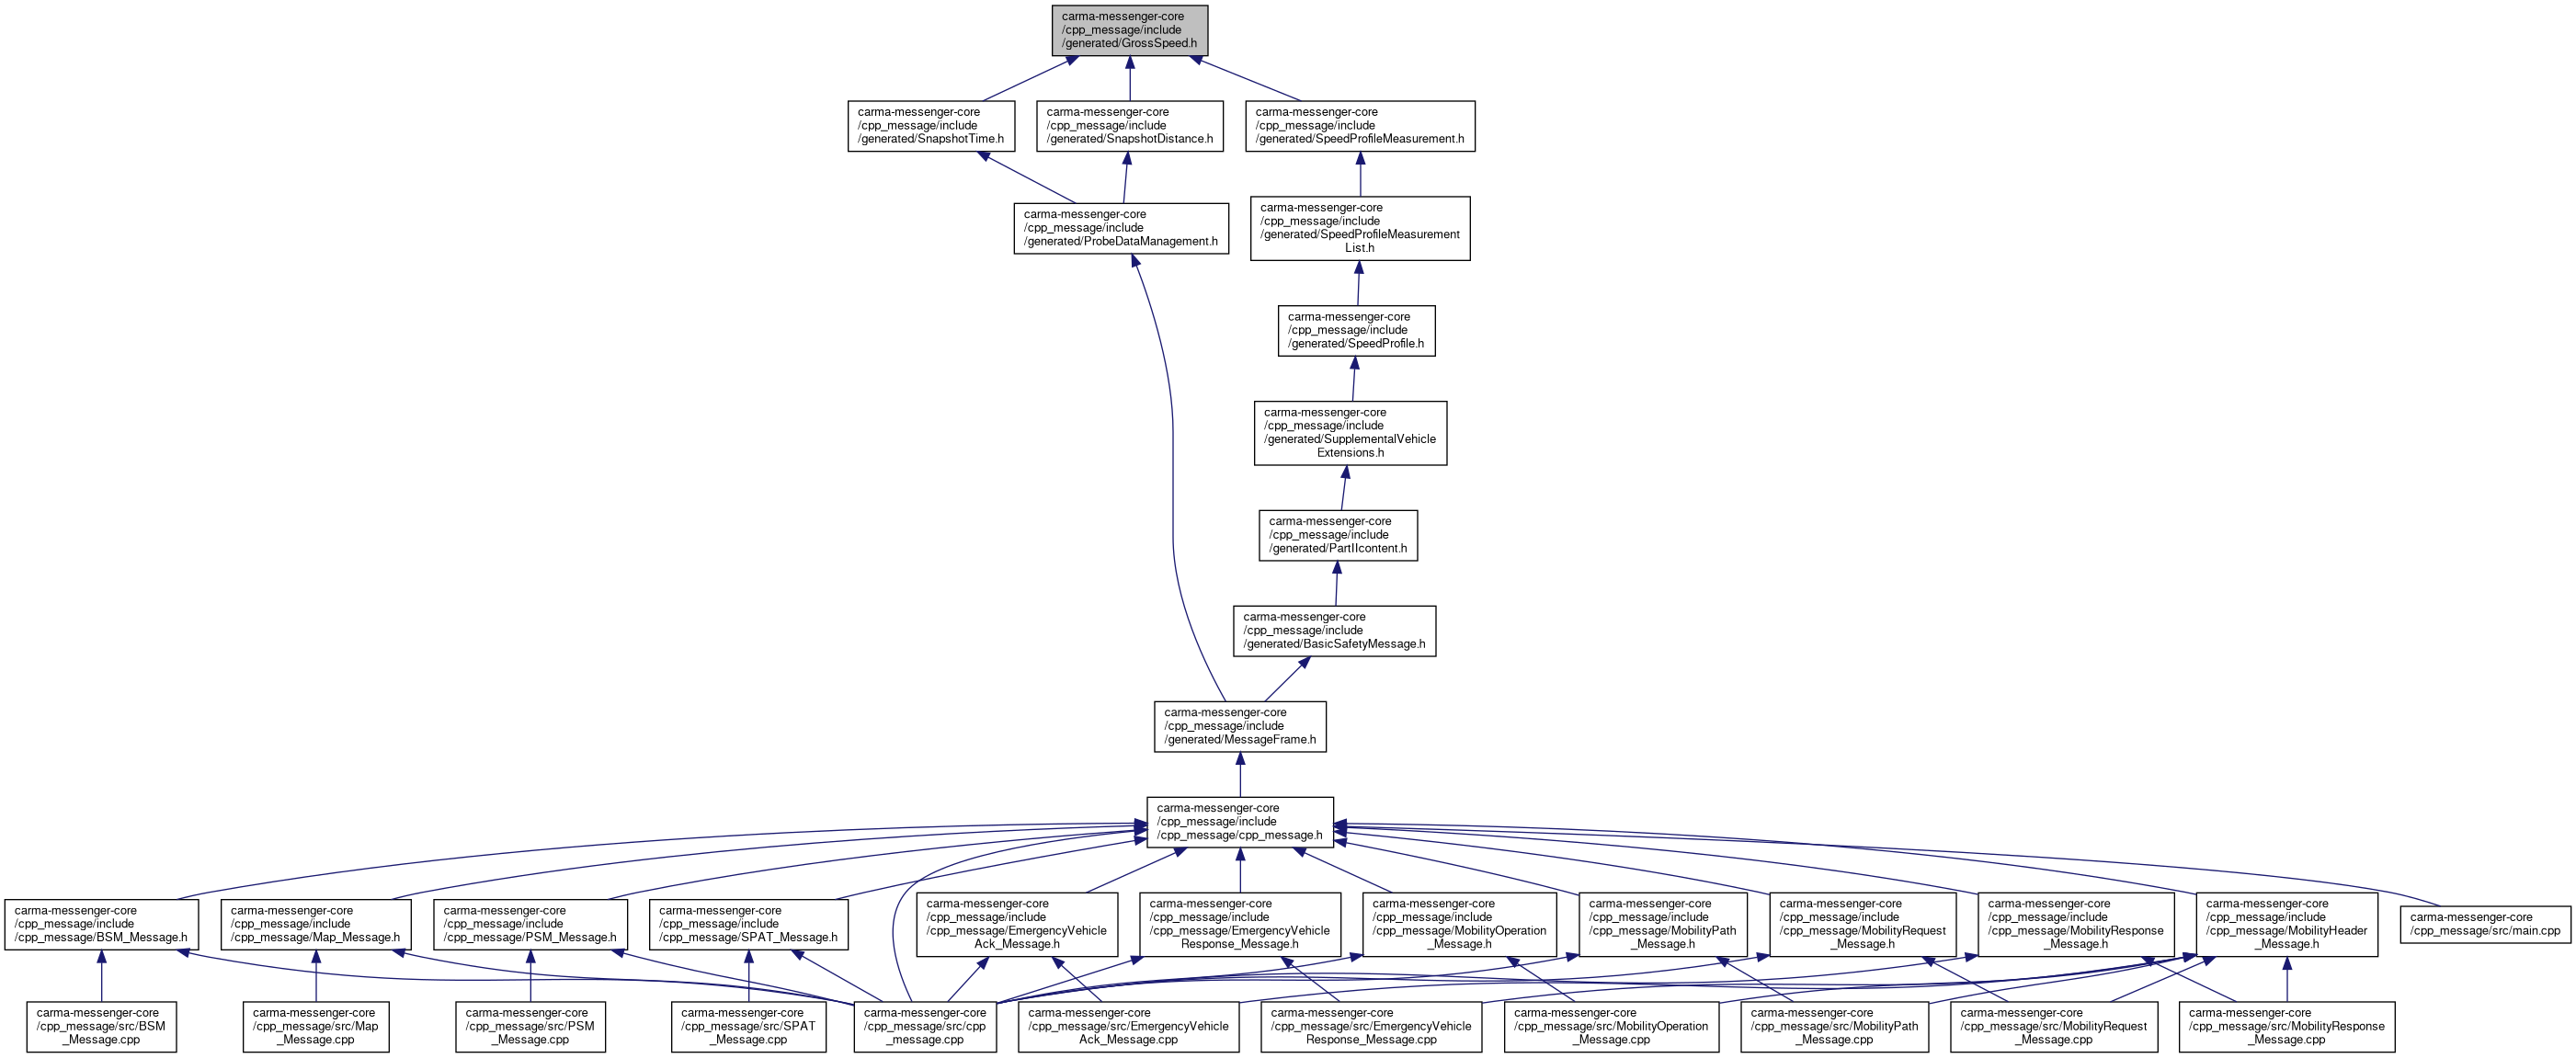 carma-messenger-core
/cpp_message/include
/generated/GrossSpeed.h
carma-messenger-core
/cpp_message/include
/generated/SnapshotTime.h
carma-messenger-core
/cpp_message/include
/generated/SnapshotDistance.h
carma-messenger-core
/cpp_message/include
/generated/SpeedProfileMeasurement.h
carma-messenger-core
/cpp_message/include
/generated/ProbeDataManagement.h
carma-messenger-core
/cpp_message/include
/generated/SpeedProfileMeasurement
List.h
carma-messenger-core
/cpp_message/include
/generated/SpeedProfile.h
carma-messenger-core
/cpp_message/include
/generated/SupplementalVehicle
Extensions.h
carma-messenger-core
/cpp_message/include
/generated/PartIIcontent.h
carma-messenger-core
/cpp_message/include
/generated/BasicSafetyMessage.h
carma-messenger-core
/cpp_message/include
/generated/MessageFrame.h
carma-messenger-core
/cpp_message/include
/cpp_message/cpp_message.h
carma-messenger-core
/cpp_message/include
/cpp_message/BSM_Message.h
carma-messenger-core
/cpp_message/include
/cpp_message/Map_Message.h
carma-messenger-core
/cpp_message/include
/cpp_message/PSM_Message.h
carma-messenger-core
/cpp_message/include
/cpp_message/SPAT_Message.h
carma-messenger-core
/cpp_message/include
/cpp_message/EmergencyVehicle
Ack_Message.h
carma-messenger-core
/cpp_message/include
/cpp_message/EmergencyVehicle
Response_Message.h
carma-messenger-core
/cpp_message/include
/cpp_message/MobilityOperation
_Message.h
carma-messenger-core
/cpp_message/include
/cpp_message/MobilityPath
_Message.h
carma-messenger-core
/cpp_message/include
/cpp_message/MobilityRequest
_Message.h
carma-messenger-core
/cpp_message/include
/cpp_message/MobilityResponse
_Message.h
carma-messenger-core
/cpp_message/include
/cpp_message/MobilityHeader
_Message.h
carma-messenger-core
/cpp_message/src/main.cpp
carma-messenger-core
/cpp_message/src/BSM
_Message.cpp
carma-messenger-core
/cpp_message/src/Map
_Message.cpp
carma-messenger-core
/cpp_message/src/PSM
_Message.cpp
carma-messenger-core
/cpp_message/src/SPAT
_Message.cpp
carma-messenger-core
/cpp_message/src/cpp
_message.cpp
carma-messenger-core
/cpp_message/src/EmergencyVehicle
Ack_Message.cpp
carma-messenger-core
/cpp_message/src/EmergencyVehicle
Response_Message.cpp
carma-messenger-core
/cpp_message/src/MobilityOperation
_Message.cpp
carma-messenger-core
/cpp_message/src/MobilityPath
_Message.cpp
carma-messenger-core
/cpp_message/src/MobilityRequest
_Message.cpp
carma-messenger-core
/cpp_message/src/MobilityResponse
_Message.cpp